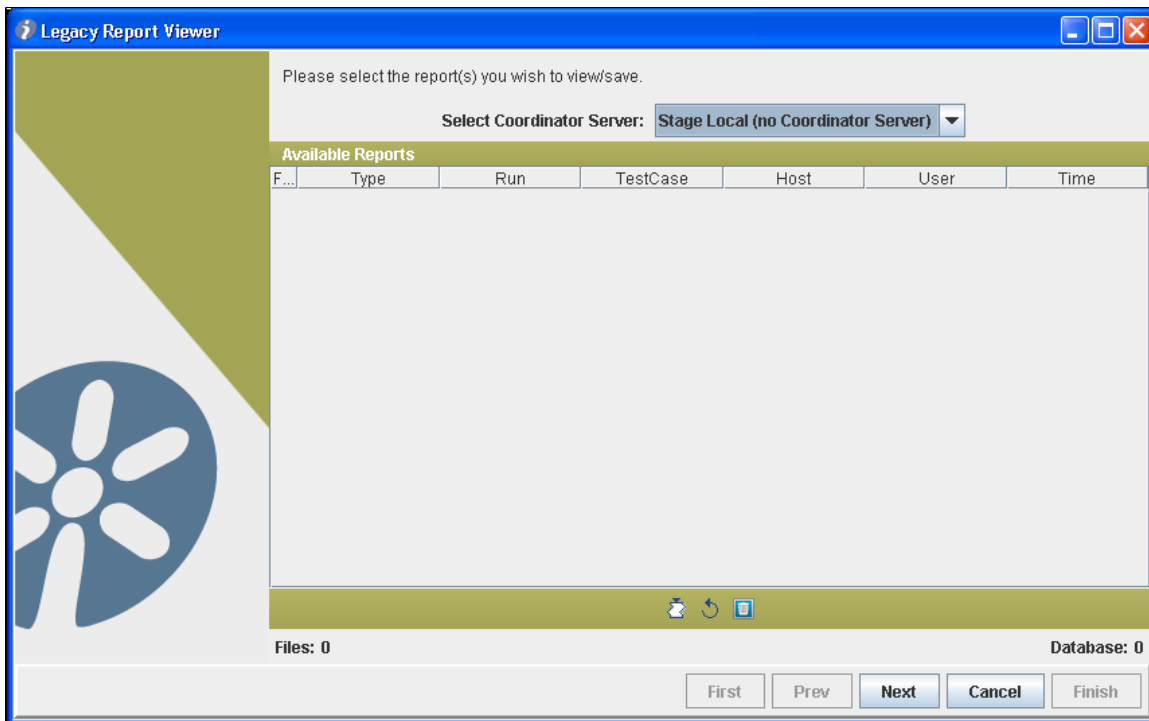 Legacy Report Viewer
Please select the report(s) you wish to view/save.
Select Coordinator Server: Stage Local (no Coordinator Server)
Available Reports
F... Type Run TestCase Host User Time
Files: 0 Database: 0
First Prev Next Cancel Finish